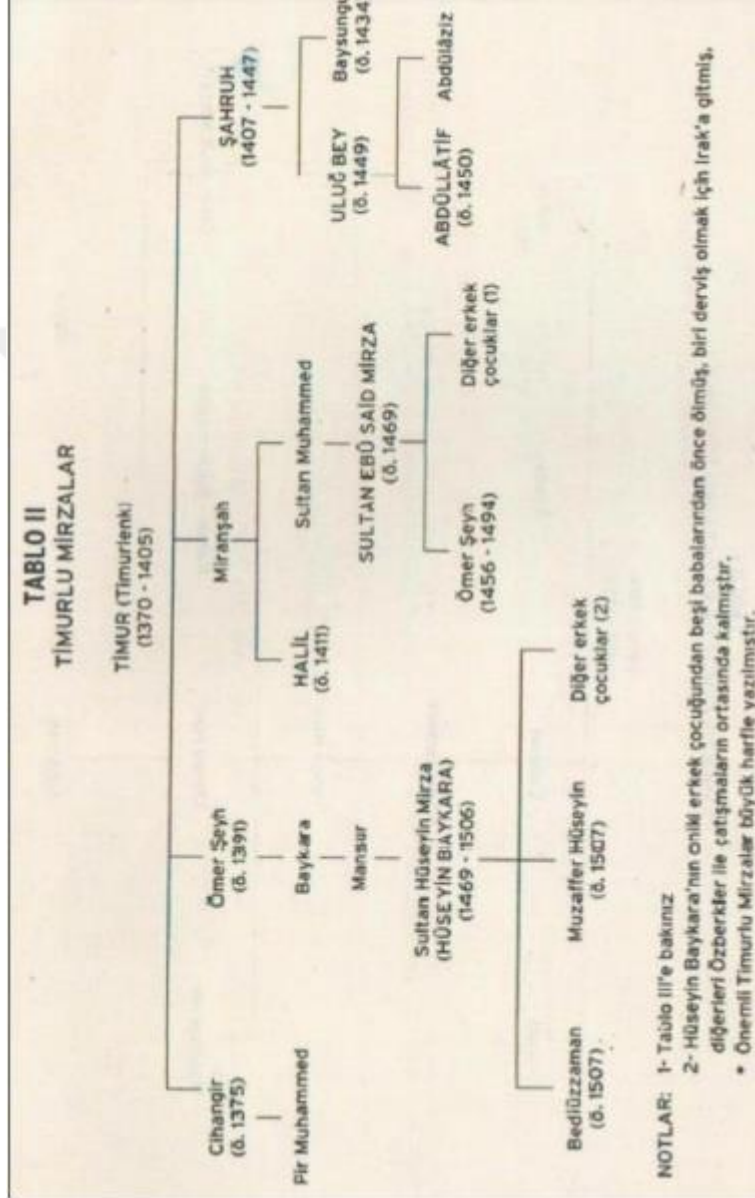 TABLO II
TİMURLU MİRZALAR
TİMUR (Timurlenk)
(1370 - 1405)
Cihangir
(ö. 1375)
Ömer Şeyh
(ö. 1391)
Miranşah
ŞAHRUH
(1407 - 1447)
Pir Muhammed
Baykara
HALİL
(ö. 1411)
Sultan Muhammed
ULUĞ BEY
(ö. 1449)
Baysungu
(ö. 1434
Mansur
SULTAN EBÛ SAİD MİRZA
(ö. 1469)
ABDÜLLÂTİF
(ö. 1450)
Abdülâziz
Sultan Hüseyin Mirza
(HÜSEYİN BAYKARA)
(1469 - 1506)
Ömer Şeyh
(1456 - 1494)
Diğer erkek
çocuklar (1)
Bediüzzaman
(ö. 1507)
Muzaffer Hüseyin
(ö. 1507)
Diğer erkek
çocuklar (2)
NOTLAR: 1- Tablo III'e bakınız
2- Hüseyin Baykara'nın oniki erkek çocuğundan beşi babalarından önce ölmüş, biri derviş olmak için Irak'a gitmiş,
diğerleri Özberkler ile çatışmaların ortasında kalmıştır.
* Önemli Timurlu Mirzalar büyük harfle yazılmıştır.